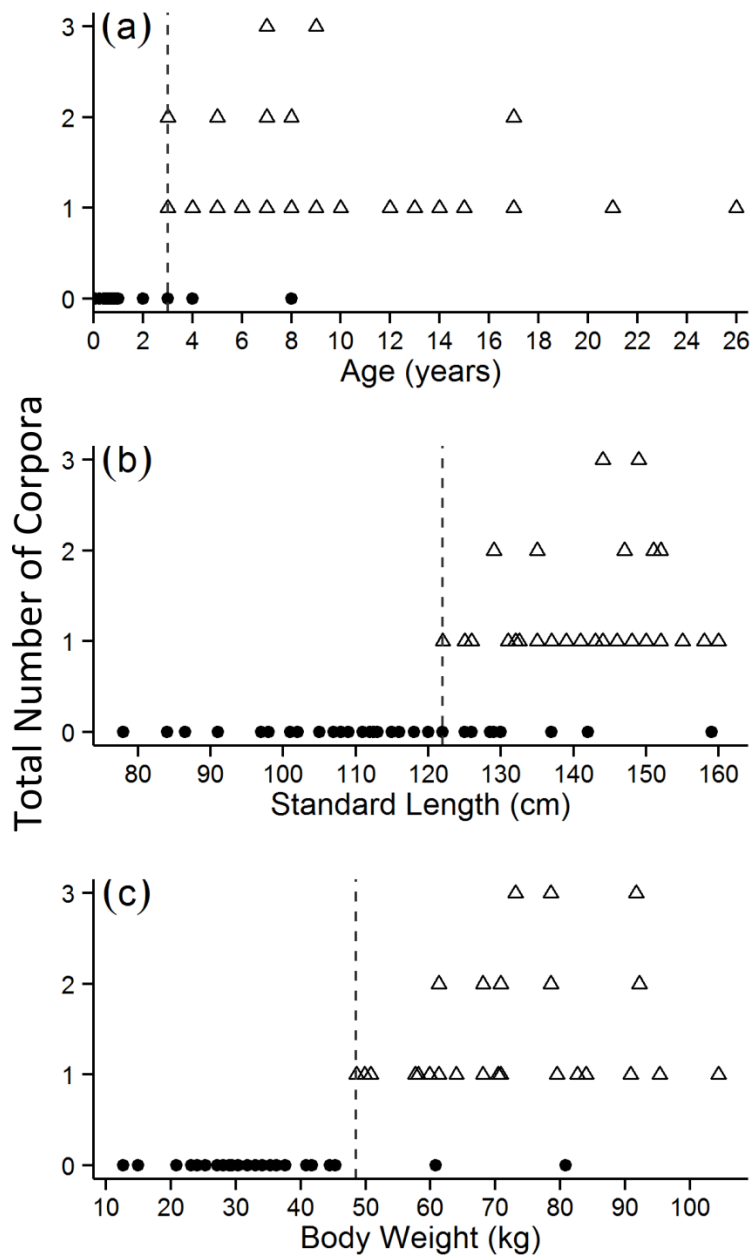 Total Number of Corpora
(a)
3
2
1
0
0 2 4 6 8 10 12 14 16 18 20 22 24 26
Age (years)
(b)
3
2
1
0
80 90 100 110 120 130 140 150 160
Standard Length (cm)
(c)
3
2
1
0
10 20 30 40 50 60 70 80 90 100
Body Weight (kg)